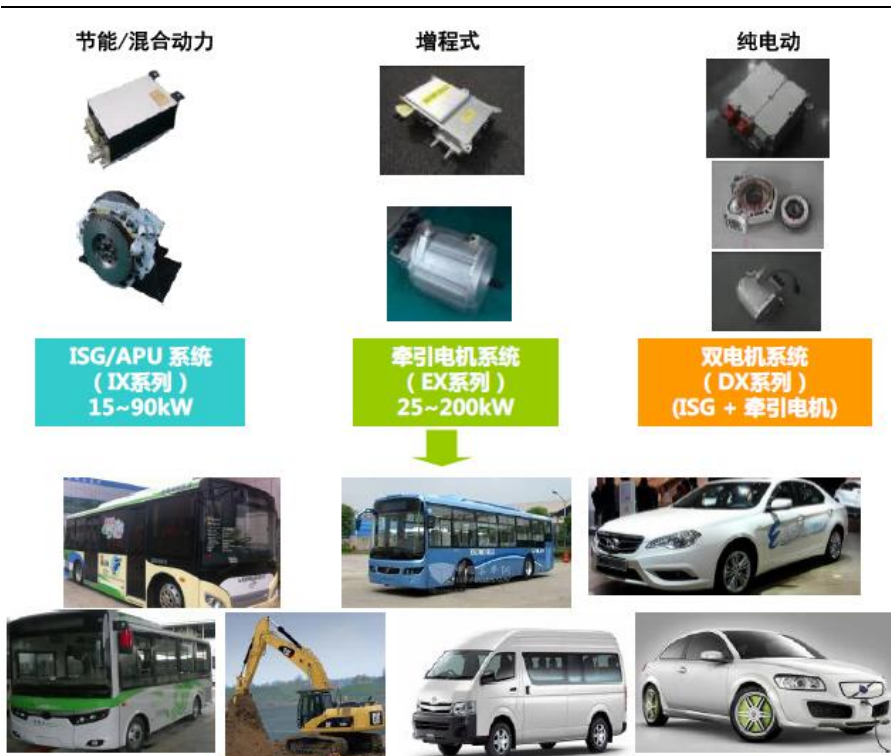 节能/混合动力
增程式
纯电动
ISG/APU 系统
（IX系列）
15~90kW
牵引电机系统
（EX系列）
25~200kW
双电机系统
（DX系列）
(ISG + 牵引电机)
CAT